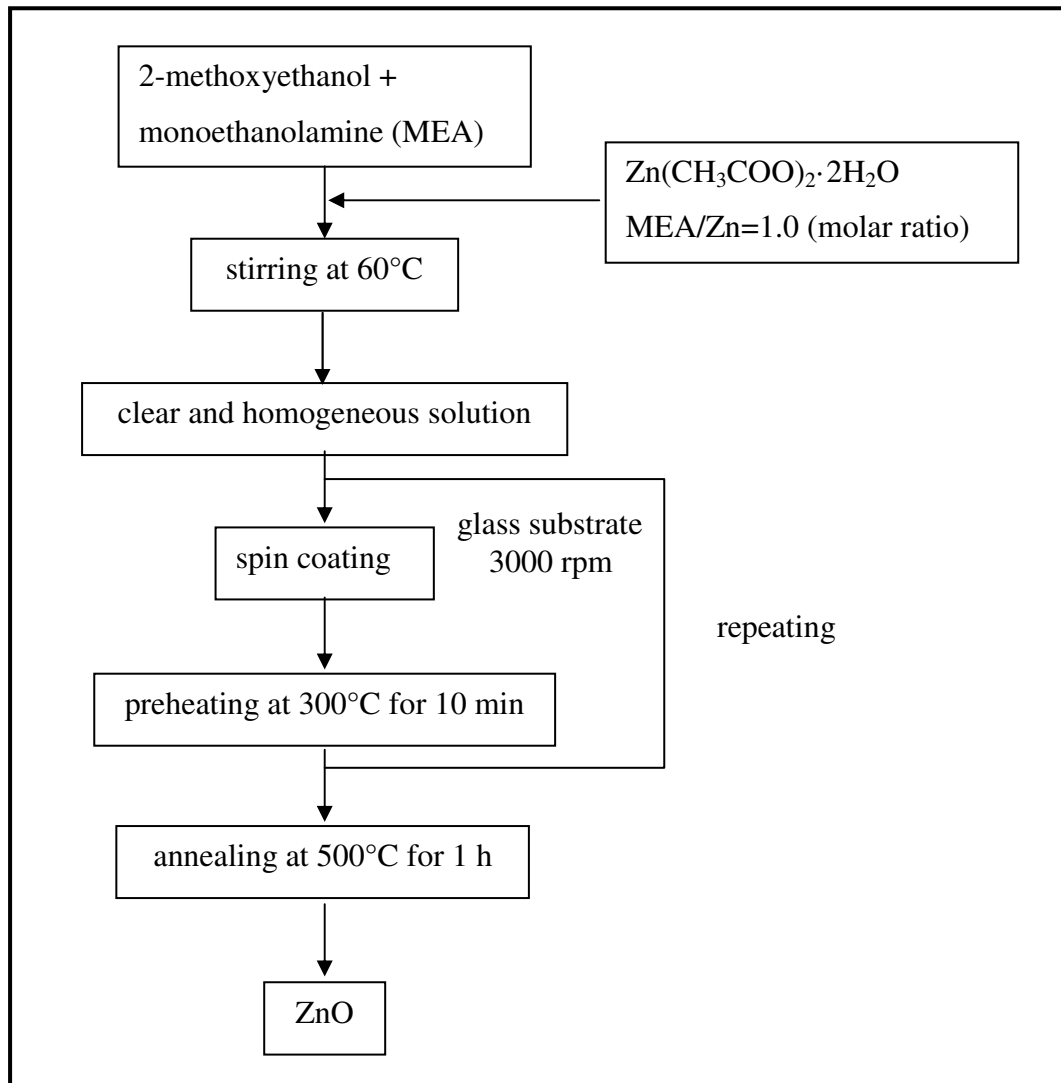 2-methoxyethanol +
monoethanolamine (MEA)
Zn(CH₃COO)₂·2H₂O
MEA/Zn=1.0 (molar ratio)
stirring at 60°C
clear and homogeneous solution
glass substrate
3000 rpm
spin coating
repeating
preheating at 300°C for 10 min
annealing at 500°C for 1 h
ZnO